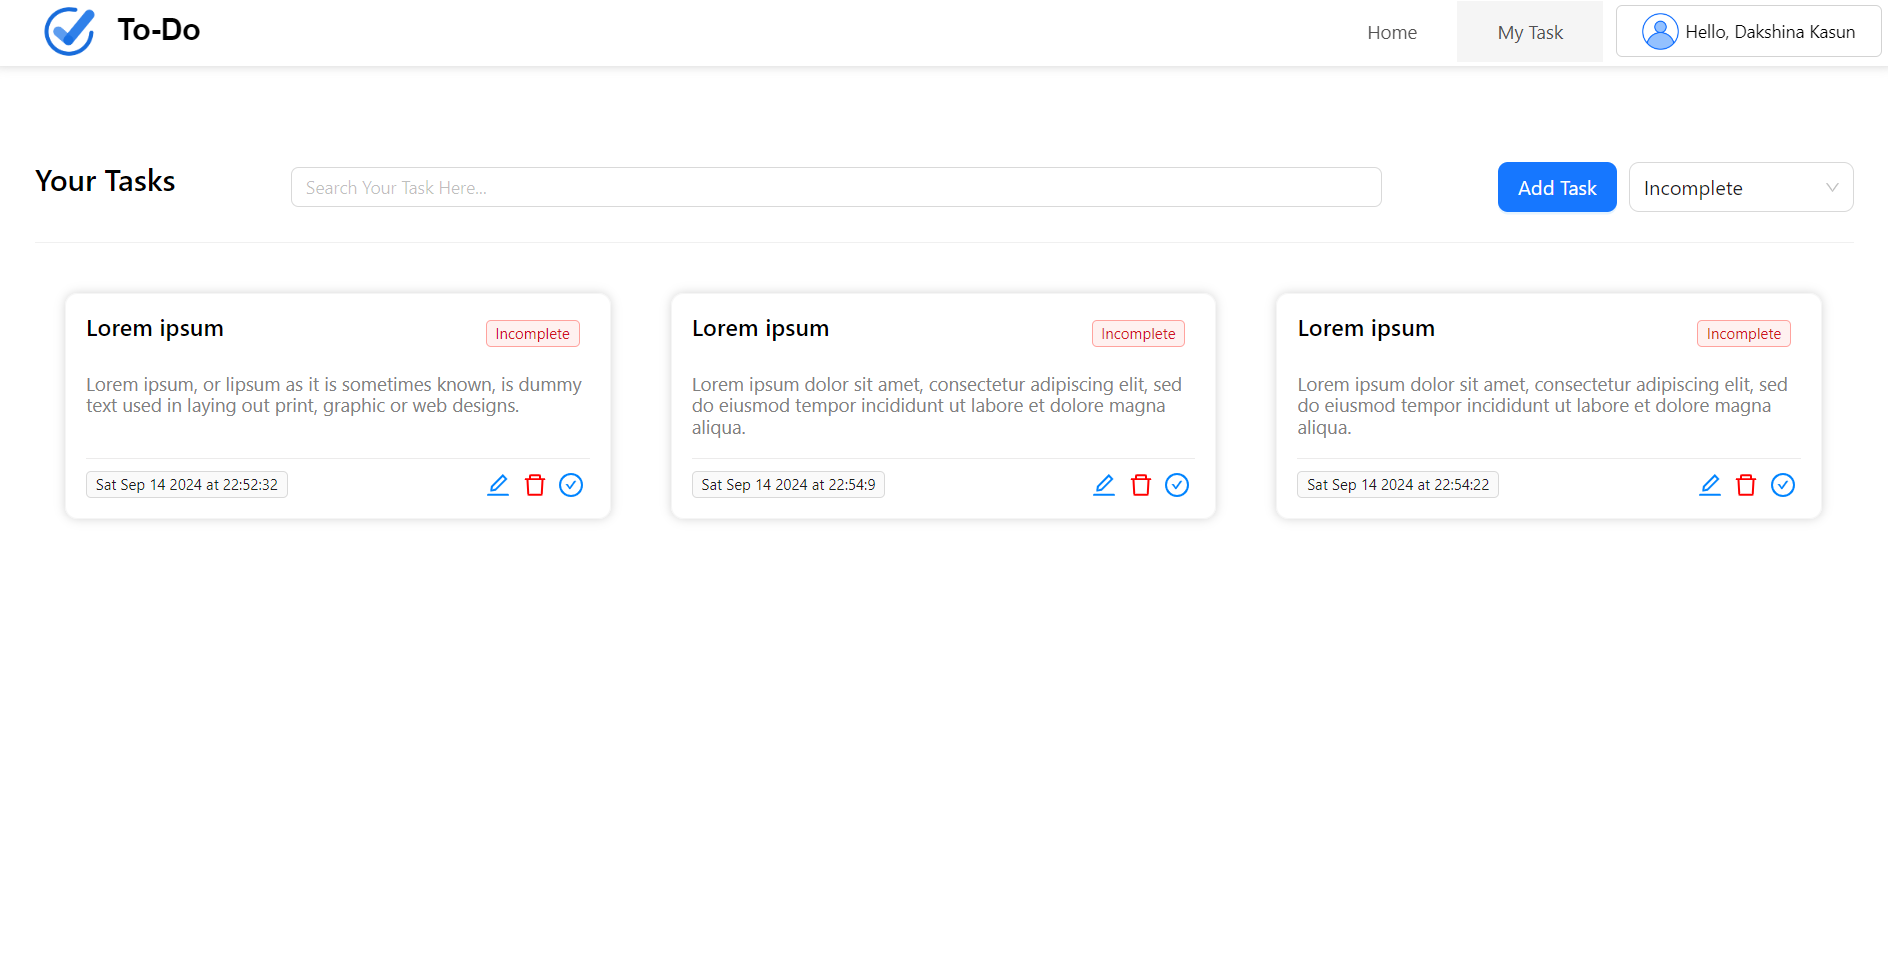 To-Do
Home
My Task
Hello, Dakshina Kasun
Your Tasks
Search Your Task Here...
Add Task
Incomplete
Lorem ipsum
Incomplete
Lorem ipsum, or lipsum as it is sometimes known, is dummy
text used in laying out print, graphic or web designs.
Sat Sep 14 2024 at 22:52:32
Lorem ipsum
Incomplete
Lorem ipsum dolor sit amet, consectetur adipiscing elit, sed
do eiusmod tempor incididunt ut labore et dolore magna
aliqua.
Sat Sep 14 2024 at 22:54:9
Lorem ipsum
Incomplete
Lorem ipsum dolor sit amet, consectetur adipiscing elit, sed
do eiusmod tempor incididunt ut labore et dolore magna
aliqua.
Sat Sep 14 2024 at 22:54:22